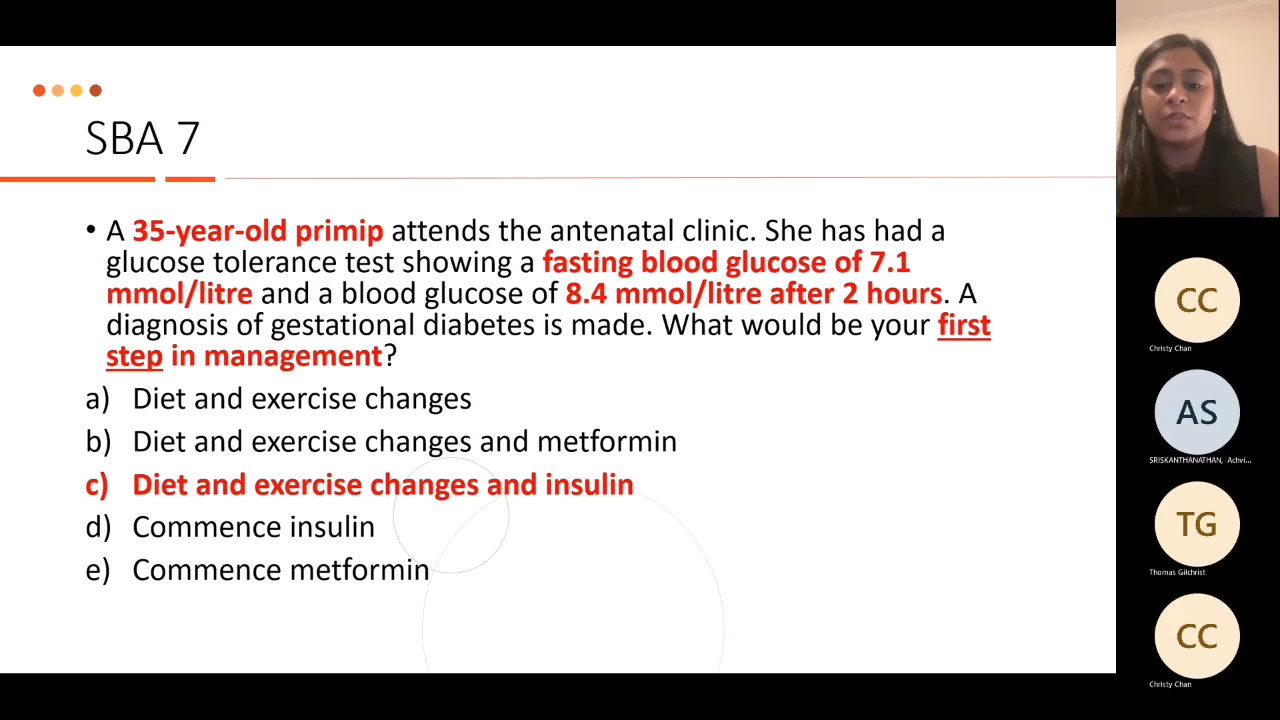 SBA 7
• A 35-year-old primip attends the antenatal clinic. She has had a
glucose tolerance test showing a fasting blood glucose of 7.1
mmol/litre and a blood glucose of 8.4 mmol/litre after 2 hours. A
diagnosis of gestational diabetes is made. What would be your first
step in management?
a) Diet and exercise changes
b) Diet and exercise changes and metformin
c) Diet and exercise changes and insulin
d) Commence insulin
e) Commence metformin
CC
Christy Chan
AS
SRISKANTHANATHAN, Achvi...
TG
Thomas Gilchrist
CC
Christy Chan